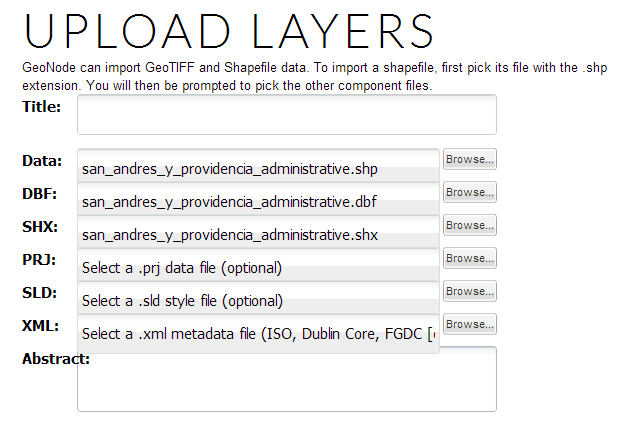 UPLOAD LAYERS
GeoNode can import GeoTIFF and Shapefile data. To import a shapefile, first pick its file with the .shp
extension. You will then be prompted to pick the other component files.
Title:
Data: san_andres_y_providencia_administrative.shp Browse...
DBF: san_andres_y_providencia_administrative.dbf Browse...
SHX: san_andres_y_providencia_administrative.shx Browse...
PRJ: Select a .prj data file (optional) Browse...
SLD: Select a .sld style file (optional) Browse...
XML: Select a .xml metadata file (ISO, Dublin Core, FGDC [ Browse...
Abstract: